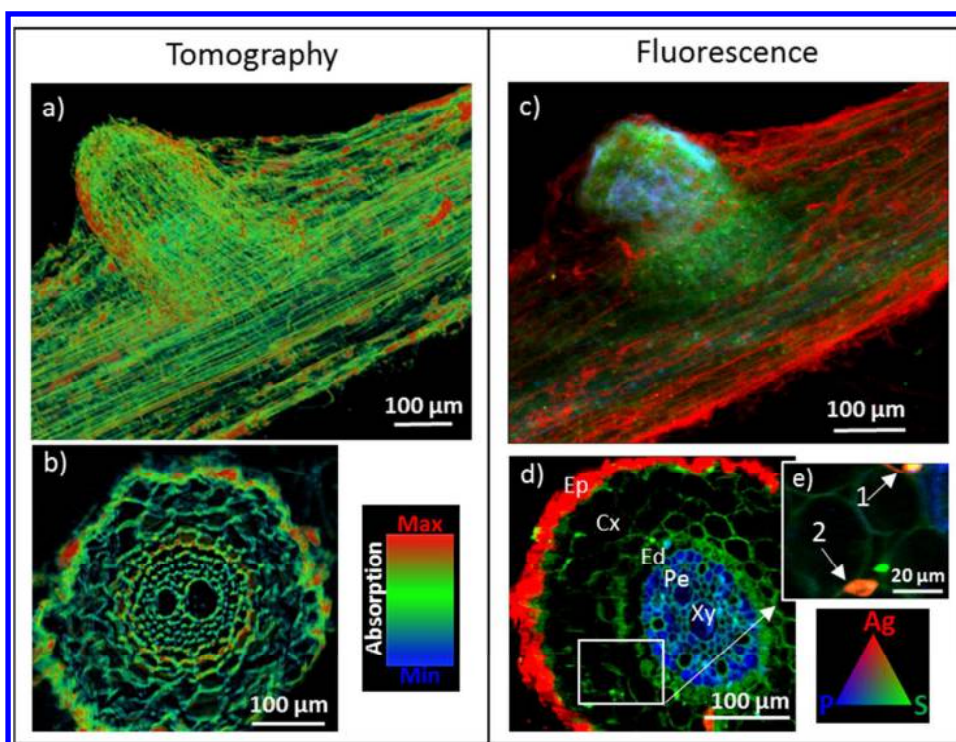 Tomography
Fluorescence
a)
100 μm
c)
100 μm
b)
100 μm
Max
Absorption
Min
d)
Ep
Cx
Ed
Pe
Xy
100 μm
e)
1
2
20 μm
Ag
P
S